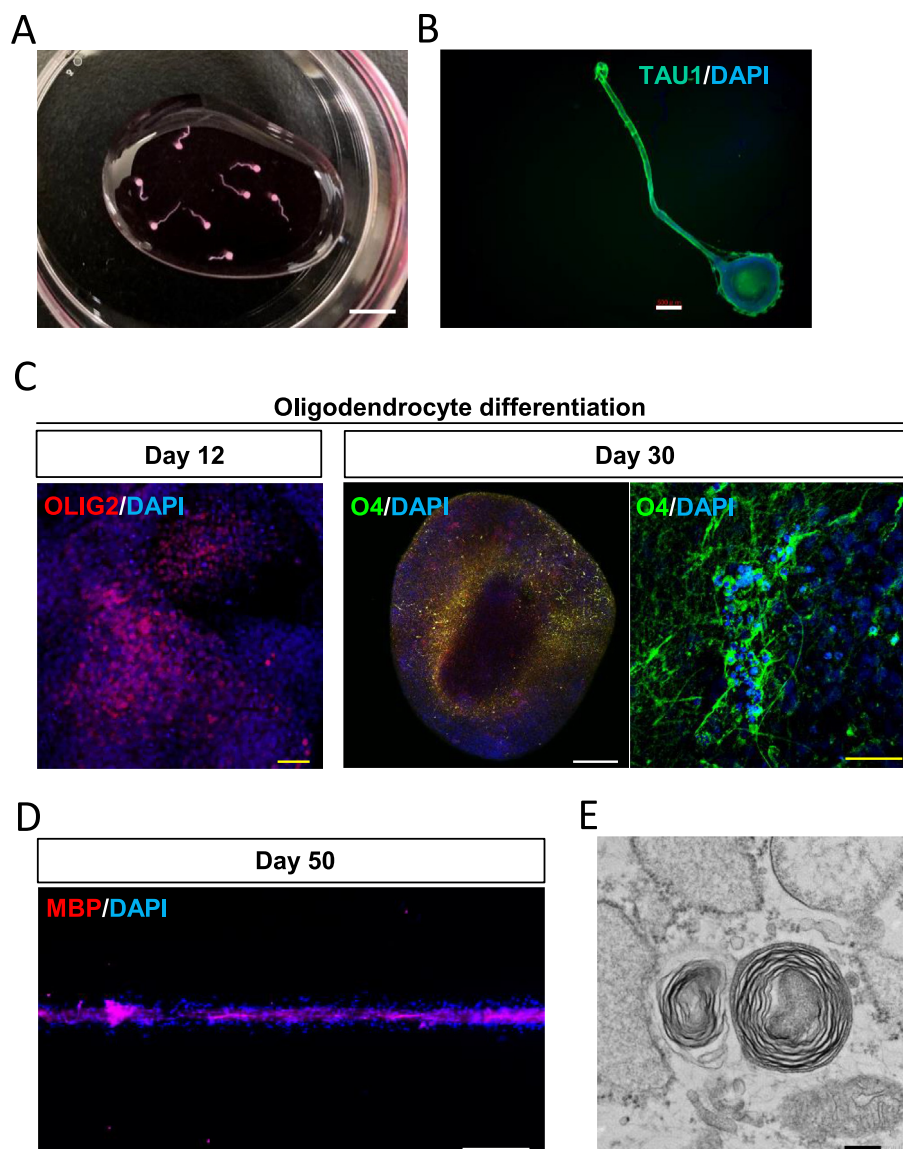 A
B
TAU1/DAPI
C
Oligodendrocyte differentiation
Day 12
Day 30
OLIG2/DAPI
O4/DAPI
O4/DAPI
D
E
Day 50
MBP/DAPI